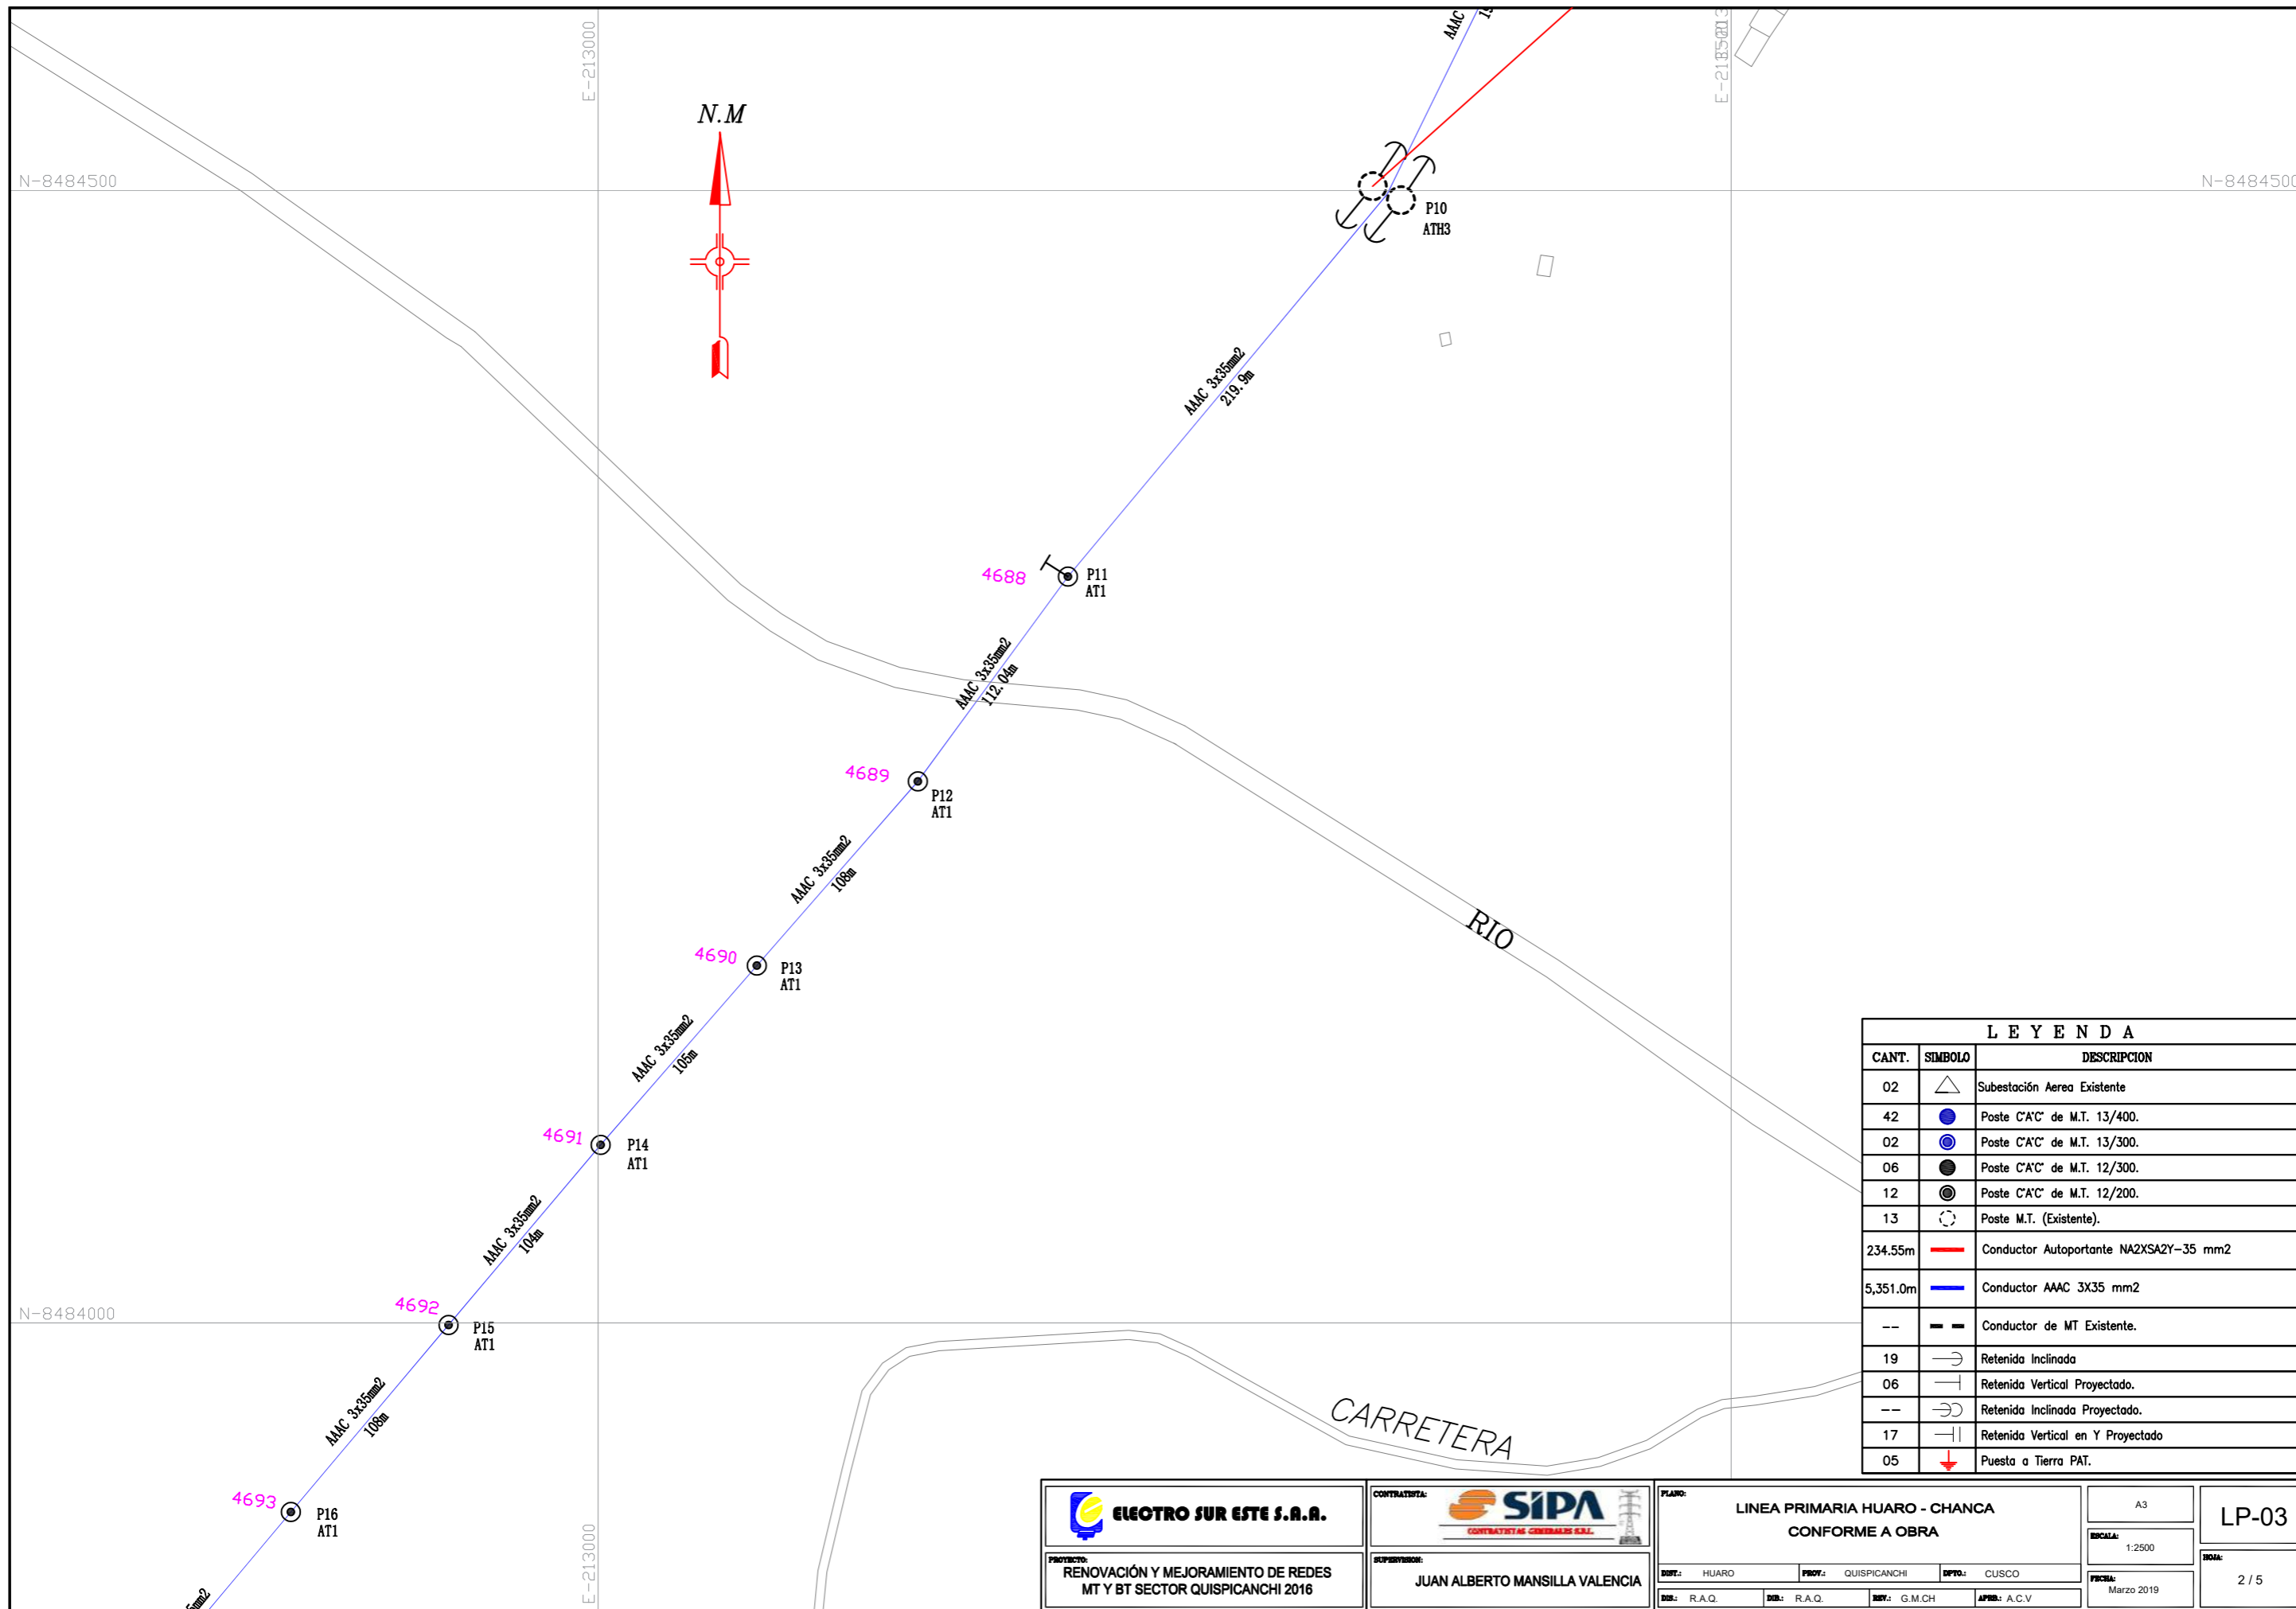 E-213000
E-213500
N.M
N-8484500
N-8484500
AAAC
P10
ATH3
AAAC 3x35mm2
219.9m
4688
P11
AT1
AAAC 3x35mm2
112.04m
4689
P12
AT1
AAAC 3x35mm2
108m
RIO
4690
P13
AT1
AAAC 3x35mm2
105m
4691
P14
AT1
AAAC 3x35mm2
104m
N-8484000
4692
P15
AT1
AAAC 3x35mm2
108m
CARRETERA
4693
P16
AT1
E-213000
L E Y E N D A
CANT. SIMBOLO DESCRIPCION
02 Subestación Aerea Existente
42 Poste C"A"C" de M.T. 13/400.
02 Poste C"A"C" de M.T. 13/300.
06 Poste C"A"C" de M.T. 12/300.
12 Poste C"A"C" de M.T. 12/200.
13 Poste M.T. (Existente).
234.55m Conductor Autoportante NA2XSA2Y-35 mm2
5,351.0m Conductor AAAC 3X35 mm2
-- Conductor de MT Existente.
19 Retenida Inclinada
06 Retenida Vertical Proyectado.
-- Retenida Inclinada Proyectado.
17 Retenida Vertical en Y Proyectado
05 Puesta a Tierra PAT.
ELECTRO SUR ESTE S.A.A.
PROYECTO:
RENOVACIÓN Y MEJORAMIENTO DE REDES
MT Y BT SECTOR QUISPICANCHI 2016
CONTRATISTA:
SIPA
CONTRATISTAS GENERALES S.R.L.
SUPERVISION:
JUAN ALBERTO MANSILLA VALENCIA
PLANO:
LINEA PRIMARIA HUARO - CHANCA
CONFORME A OBRA
DIST.: HUARO PROV.: QUISPICANCHI DPTO.: CUSCO
DIS.: R.A.Q. DIB.: R.A.Q. REV.: G.M.CH APRB.: A.C.V
A3
ESCALA:
1:2500
FECHA:
Marzo 2019
LP-03
HOJA:
2 / 5